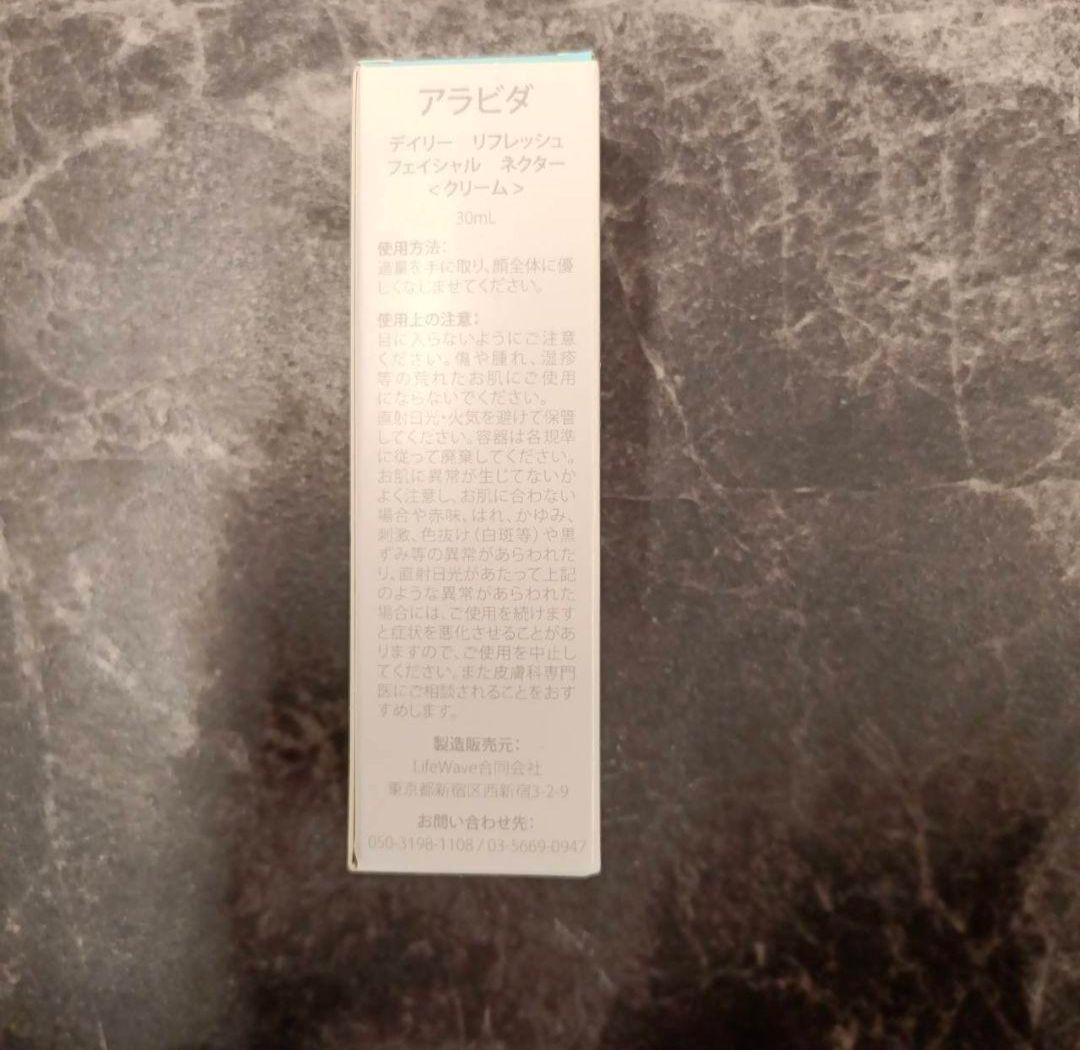 アラビダ
デイリー　リフレッシュ
フェイシャル　ネクター
<クリーム>
30mL
使用方法:
適量を手に取り、顔全体に優
しくなじませてください。
使用上の注意:
目に入らないようにご注意
ください。傷や腫れ、湿疹
等の荒れたお肌にご使用
にならないでください。
直射日光・火気を避けて保管
してください。容器は各規準
に従って廃棄してください。
お肌に異常が生じてないか
よく注意し、お肌に合わない
場合や赤味、はれ、かゆみ、
刺激、色抜け(白斑等)や黒
ずみ等の異常があらわれた
り、直射日光があたって上記
のような異常があらわれた
場合には、ご使用を続けます
と症状を悪化させることがあ
りますので、ご使用を中止し
てください。また皮膚科専門
医にご相談されることをおす
すめします。
製造販売元:
LifeWave合同会社
東京都新宿区西新宿3-2-9
お問い合わせ先:
050-3198-1108 / 03-5669-0947